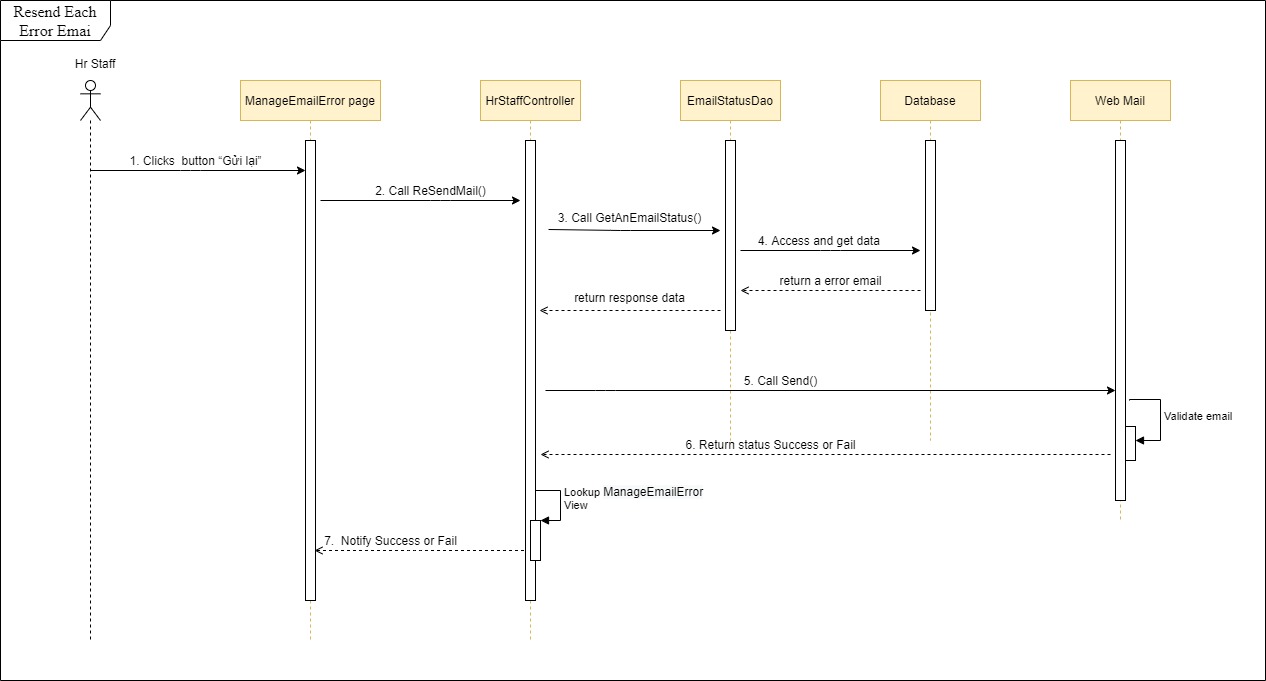 Resend Each
Error Emai
Hr Staff
ManageEmailError page
HrStaffController
EmailStatusDao
Database
Web Mail
1. Clicks button “Gửi lại”
2. Call ReSendMail()
3. Call GetAnEmailStatus()
4. Access and get data
return a error email
return response data
5. Call Send()
Validate email
6. Return status Success or Fail
Lookup ManageEmailError
View
7. Notify Success or Fail